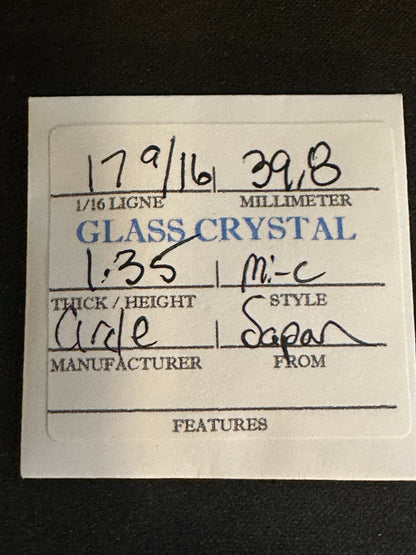 17 9/16 39.8
1/16 LIGNE MILLIMETER
GLASS CRYSTAL
1.35 Mi-C
THICK / HEIGHT STYLE
Circle Japan
MANUFACTURER FROM
FEATURES